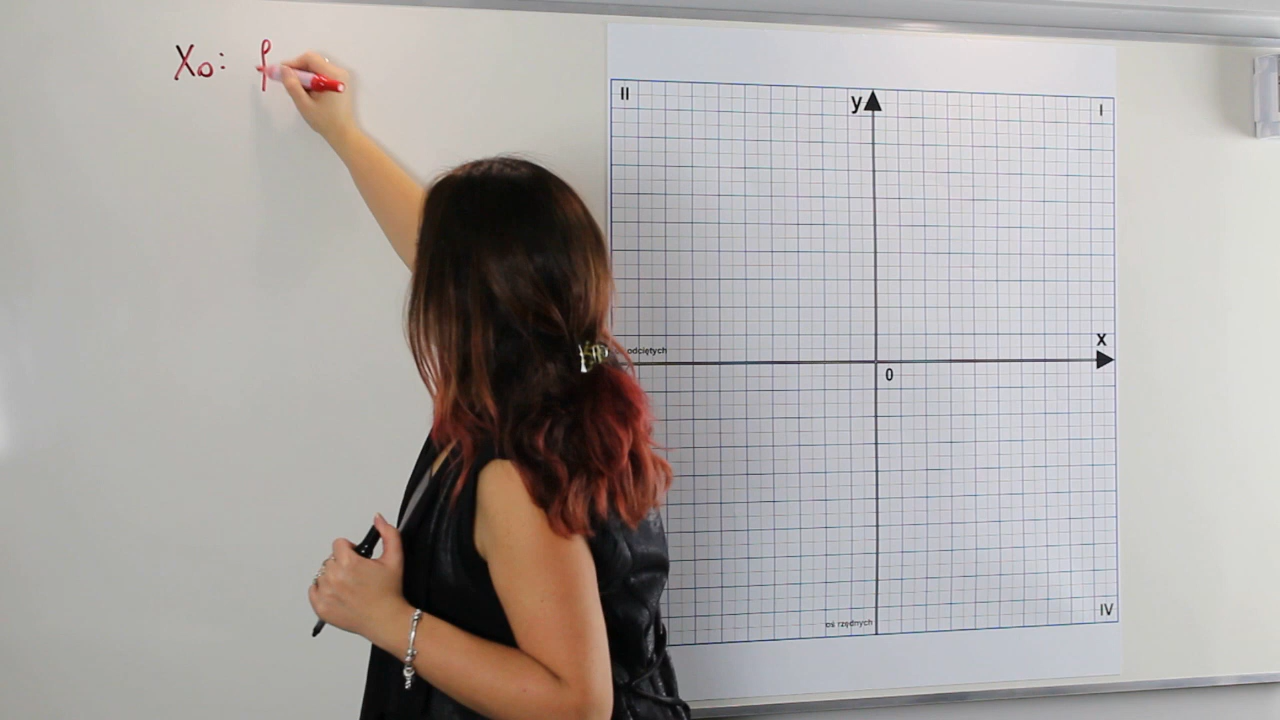 X₀: f
II
y
I
odciętych
x
0
oś rzędnych
IV